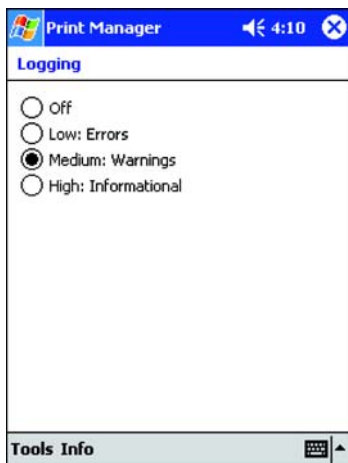 Print Manager 4:10
Logging
Off
Low: Errors
Medium: Warnings
High: Informational
Tools Info